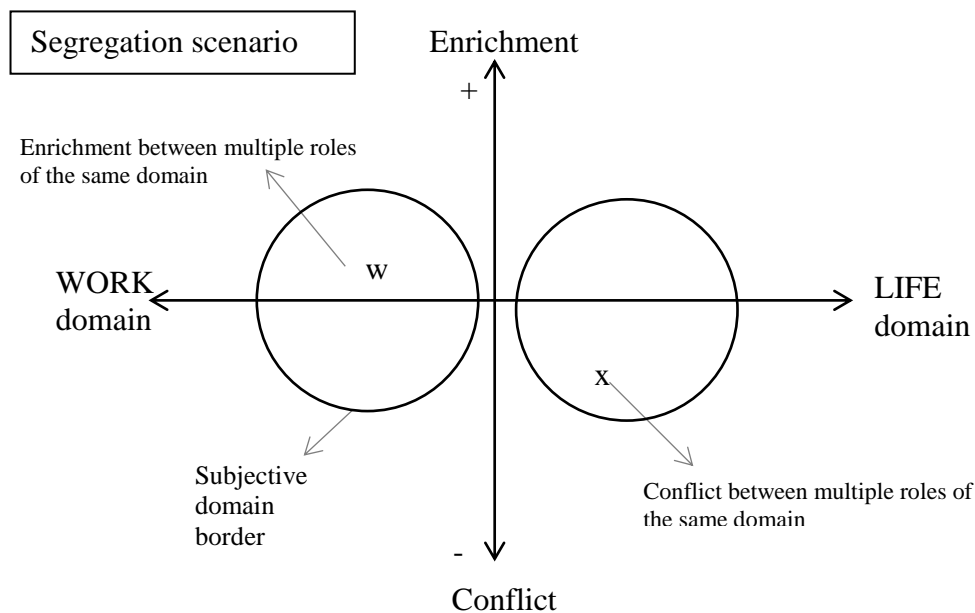 Segregation scenario
Enrichment
+
Enrichment between multiple roles
of the same domain
w
WORK
domain
LIFE
domain
x
Subjective
domain
border
Conflict between multiple roles of
the same domain
-
Conflict